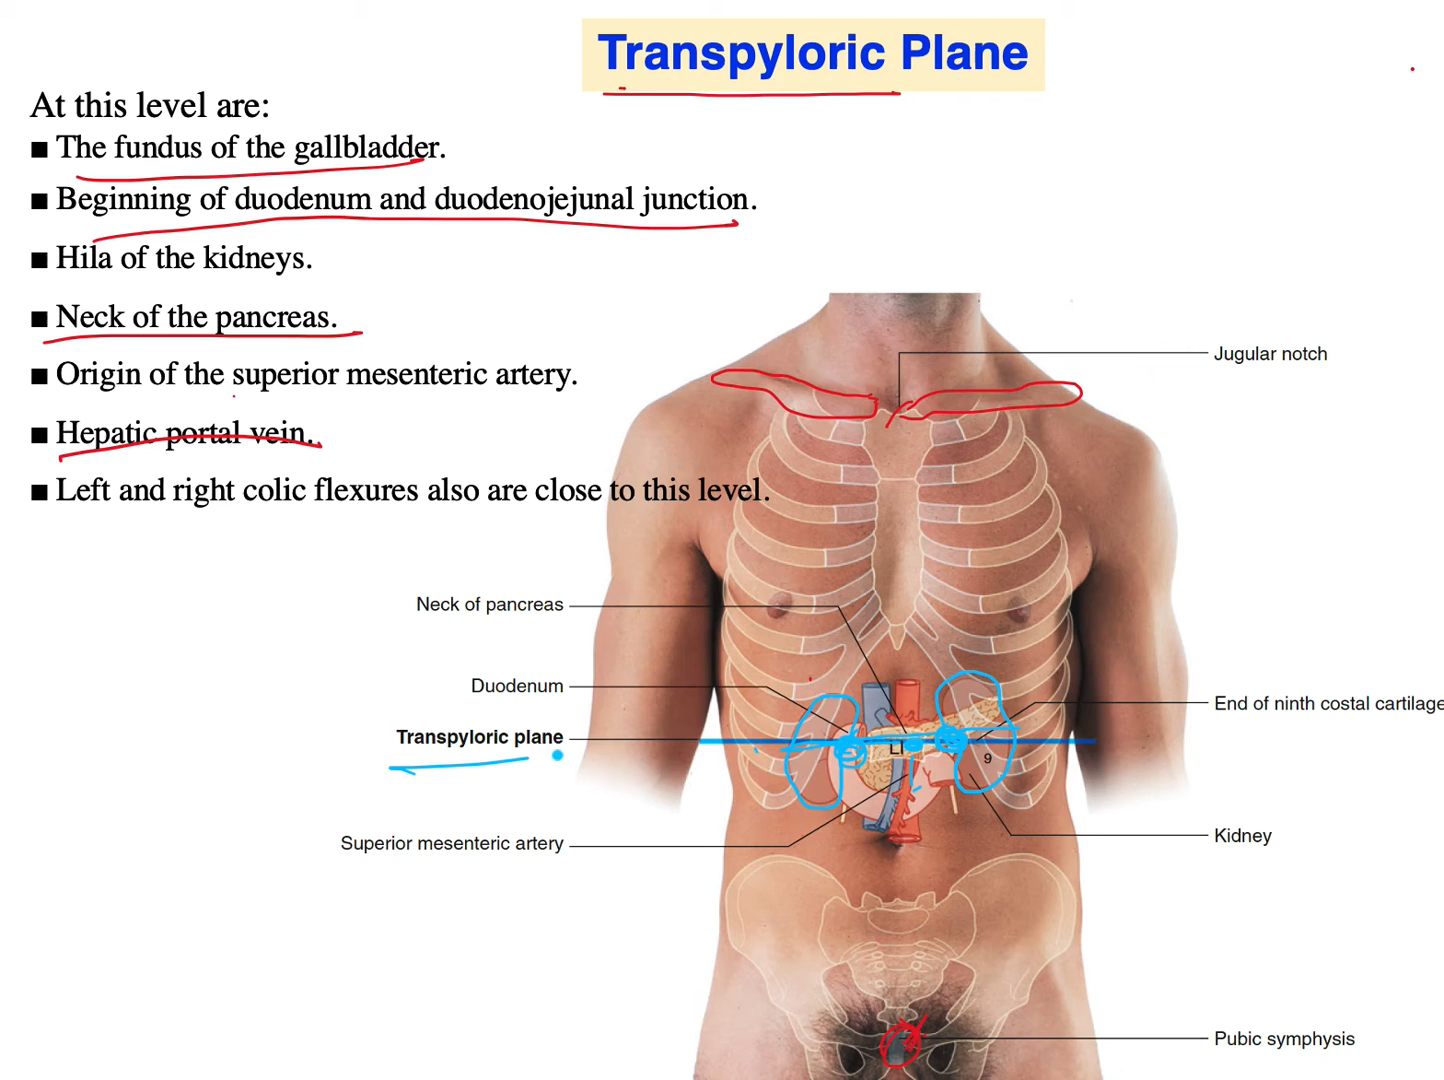 Transpyloric Plane
At this level are:
■ The fundus of the gallbladder.
■ Beginning of duodenum and duodenojejunal junction.
■ Hila of the kidneys.
■ Neck of the pancreas.
■ Origin of the superior mesenteric artery.
■ Hepatic portal vein.
■ Left and right colic flexures also are close to this level.
Jugular notch
Neck of pancreas
Duodenum
End of ninth costal cartilage
Transpyloric plane
LI
9
Superior mesenteric artery
Kidney
Pubic symphysis